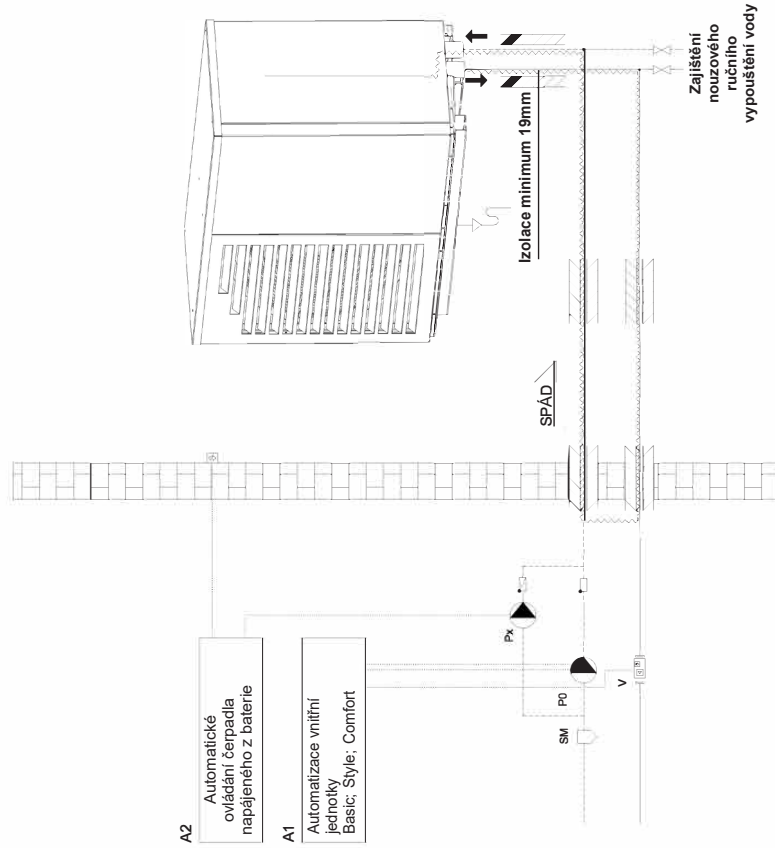 A2
Automatické
ovládání čerpadla
napájeného z baterie
A1
Automatizace vnitřní
jednotky
Basic; Style; Comfort
Px
P0
SM
V
SPÁD
Izolace minimum 19mm
Zajištění
nouzového
ručního
vypouštění vody